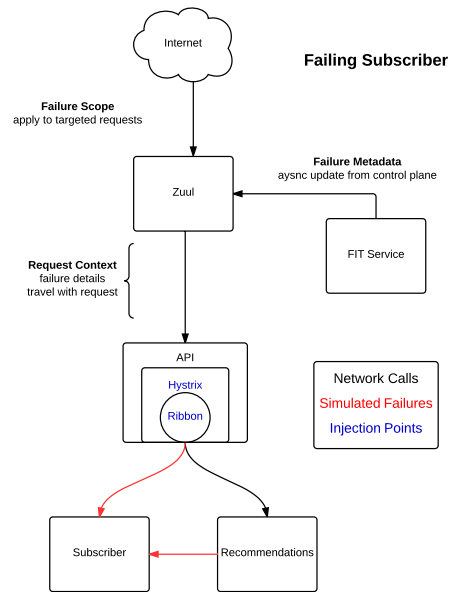 Internet
Failing Subscriber
Failure Scope
apply to targeted requests
Zuul
Failure Metadata
aysnc update from control plane
FIT Service
Request Context
failure details
travel with request
API
Hystrix
Ribbon
Network Calls
Simulated Failures
Injection Points
Subscriber
Recommendations